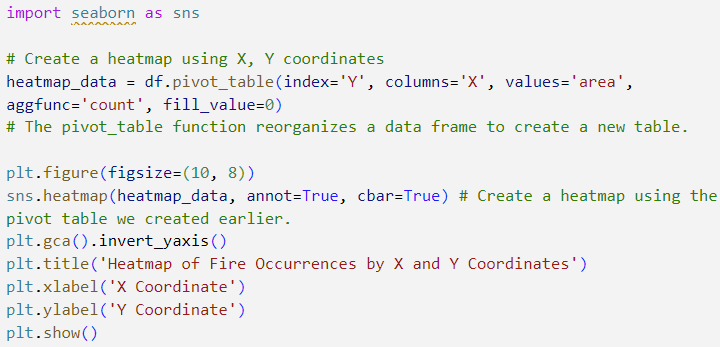 import seaborn as sns
# Create a heatmap using X, Y coordinates
heatmap_data = df.pivot_table(index='Y', columns='X', values='area',
aggfunc='count', fill_value=0)
# The pivot_table function reorganizes a data frame to create a new table.
plt.figure(figsize=(10, 8))
sns.heatmap(heatmap_data, annot=True, cbar=True) # Create a heatmap using the
pivot table we created earlier.
plt.gca().invert_yaxis()
plt.title('Heatmap of Fire Occurrences by X and Y Coordinates')
plt.xlabel('X Coordinate')
plt.ylabel('Y Coordinate')
plt.show()